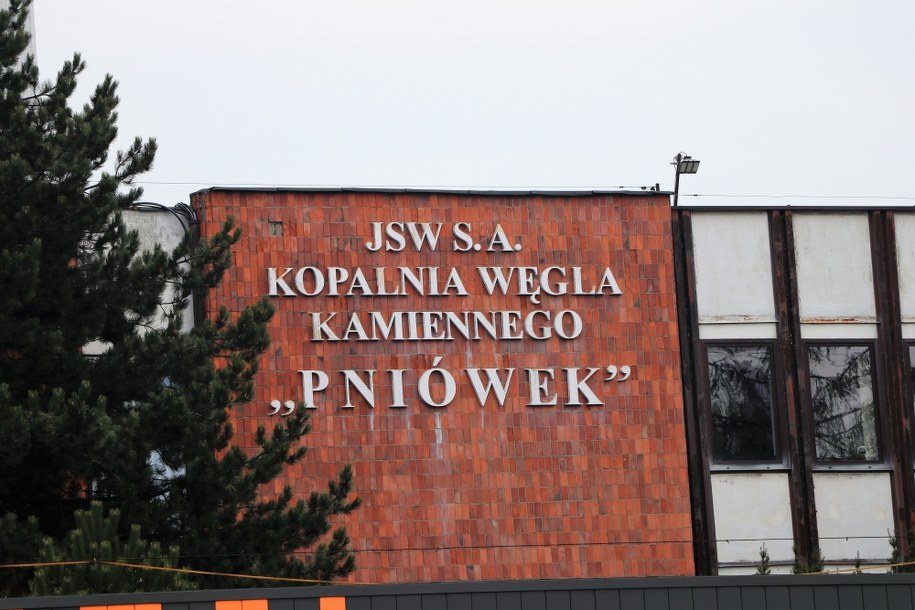 JSW S.A.
KOPALNIA WĘGLA
KAMIENNEGO
„PNIÓWEK”